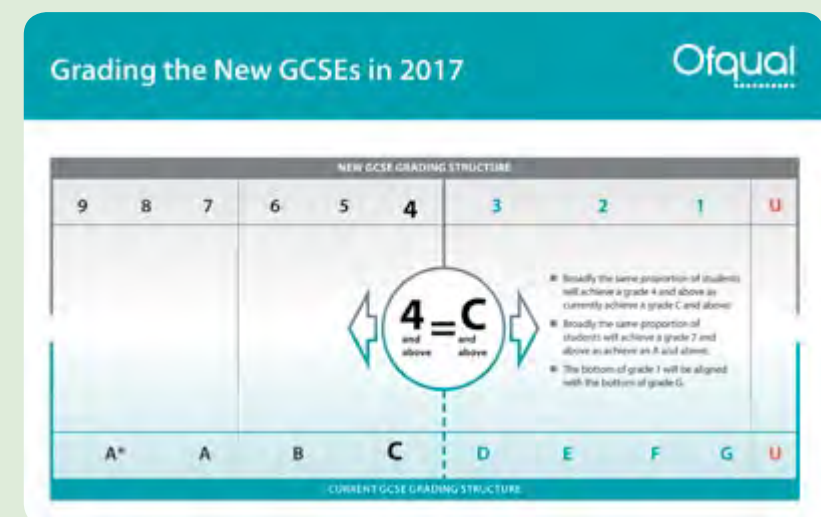 Grading the New GCSEs in 2017
Ofqual
NEW GCSE GRADING STRUCTURE
9 8 7 6 5 4 3 2 1 U
4 = C
and above and above
Broadly the same proportion of students
will achieve a grade 4 and above as
currently achieve a grade C and above
Broadly the same proportion of
students will achieve a grade 7 and
above as achieve an A and above.
The bottom of grade 1 will be aligned
with the bottom of grade G.
A* A B C D E F G U
CURRENT GCSE GRADING STRUCTURE